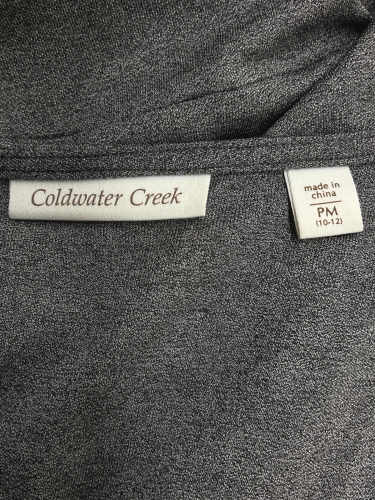 Coldwater Creek
made in
china
PM
(10-12)